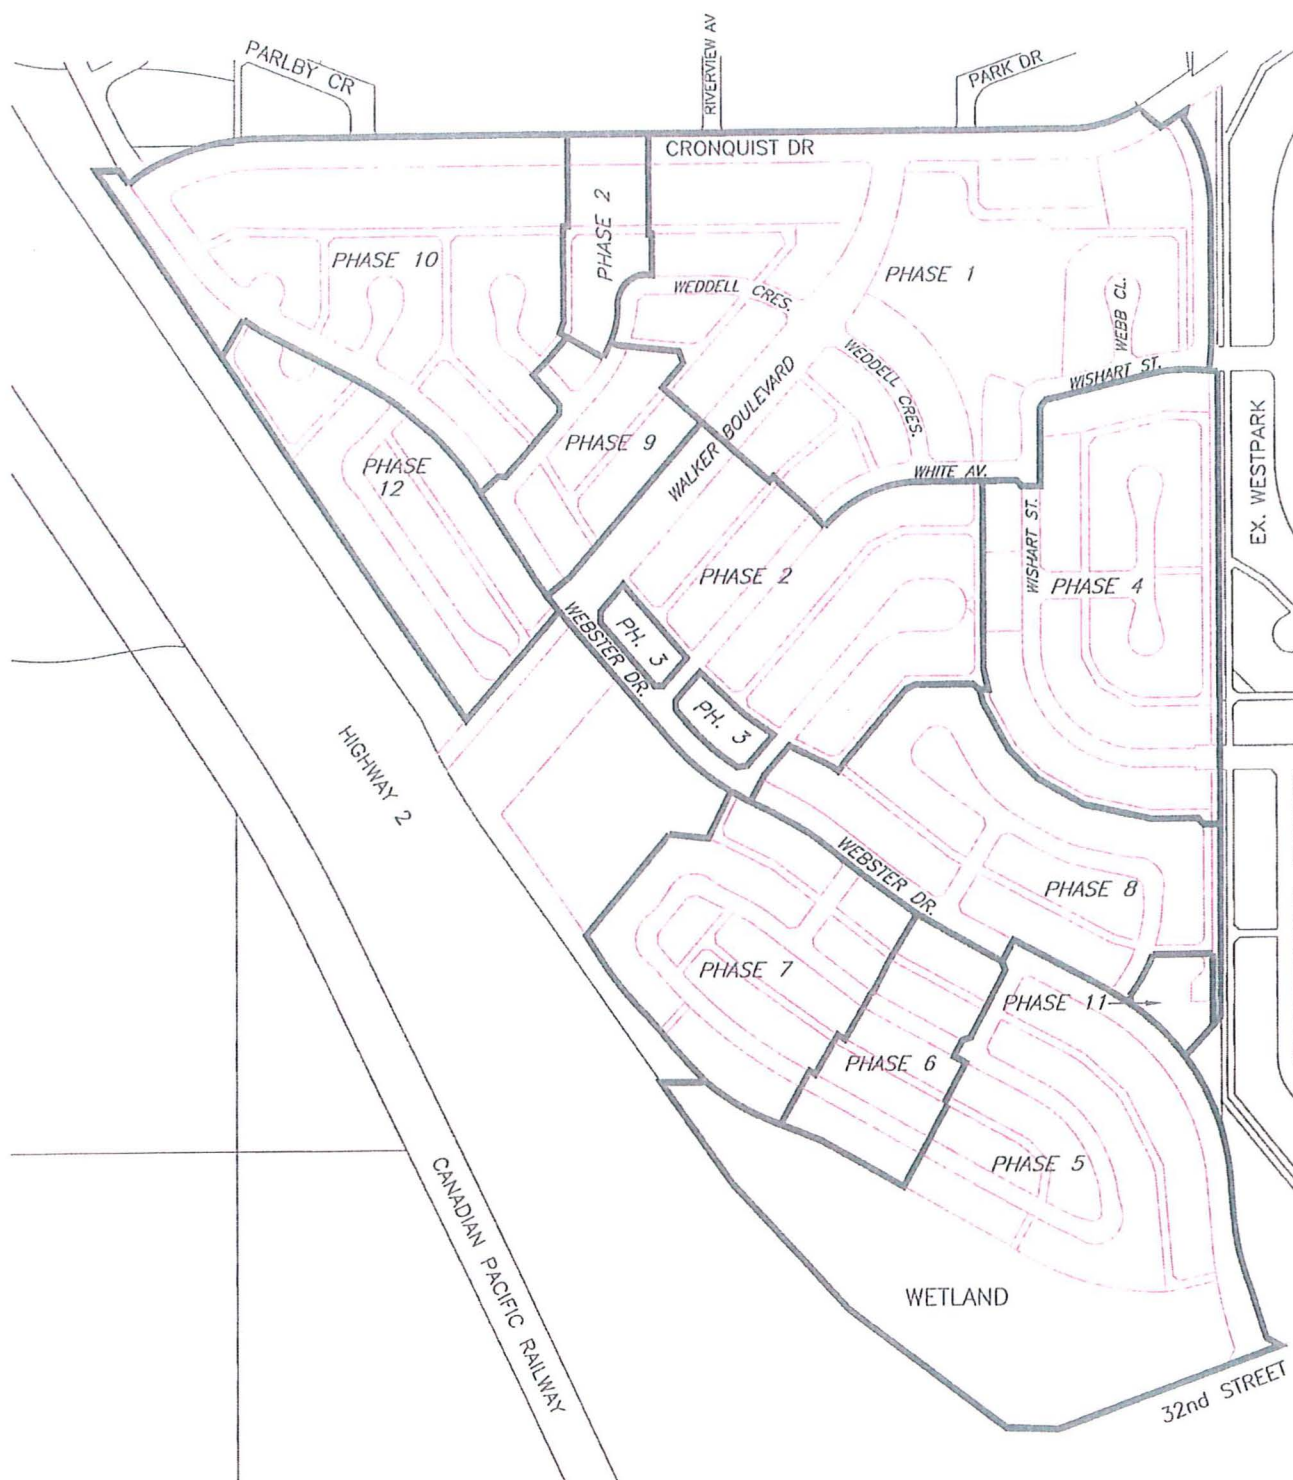 PARLBY CR
RIVERVIEW AV
PARK DR
CRONQUIST DR
PHASE 2
PHASE 10
PHASE 1
WEDDELL CRES.
WEBB CL.
WEDDELL CRES.
WISHART ST.
WALKER BOULEVARD
EX. WESTPARK
PHASE 9
PHASE
12
WHITE AV.
WISHART ST.
PHASE 2
PHASE 4
WEBSTER DR.
PH. 3
PH. 3
HIGHWAY 2
WEBSTER DR.
PHASE 8
PHASE 7
PHASE 11
PHASE 6
PHASE 5
CANADIAN PACIFIC RAILWAY
WETLAND
32nd STREET